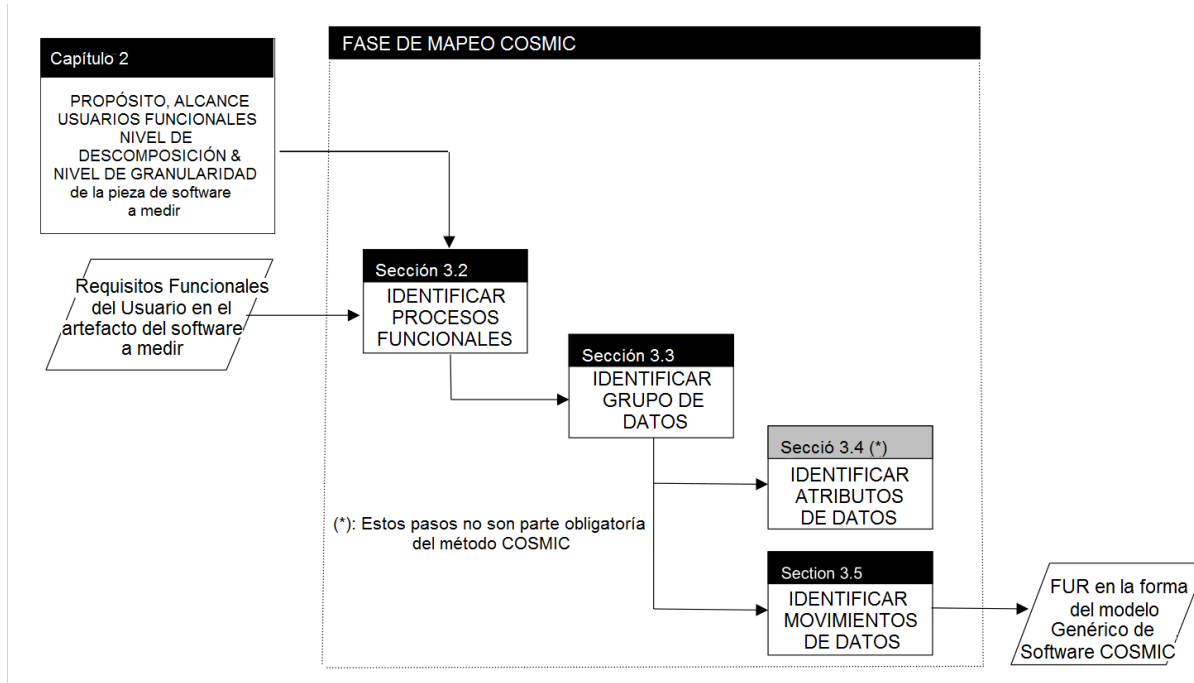 FASE DE MAPEO COSMIC
Capítulo 2
PROPÓSITO, ALCANCE
USUARIOS FUNCIONALES
NIVEL DE
DESCOMPOSICIÓN &
NIVEL DE GRANULARIDAD
de la pieza de software
a medir
Requisitos Funcionales
del Usuario en el
artefacto del software
a medir
Sección 3.2
IDENTIFICAR
PROCESOS
FUNCIONALES
Sección 3.3
IDENTIFICAR
GRUPO DE
DATOS
Secció 3.4 (*)
IDENTIFICAR
ATRIBUTOS
DE DATOS
(*): Estos pasos no son parte obligatoría
del método COSMIC
Section 3.5
IDENTIFICAR
MOVIMIENTOS
DE DATOS
FUR en la forma
del modelo
Genérico de
Software COSMIC